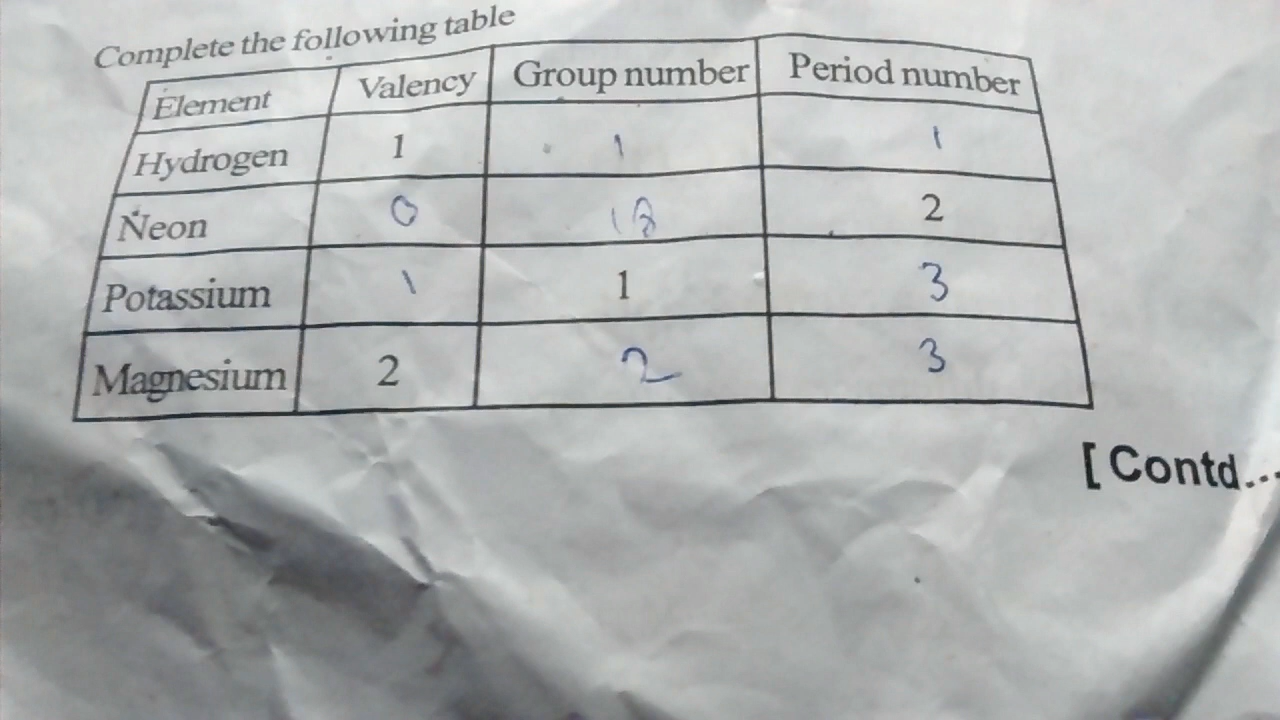 Complete the following table
Element Valency Group number Period number
Hydrogen 1 1 1
Neon 0 18 2
Potassium 1 1 3
Magnesium 2 2 3
[ Contd...